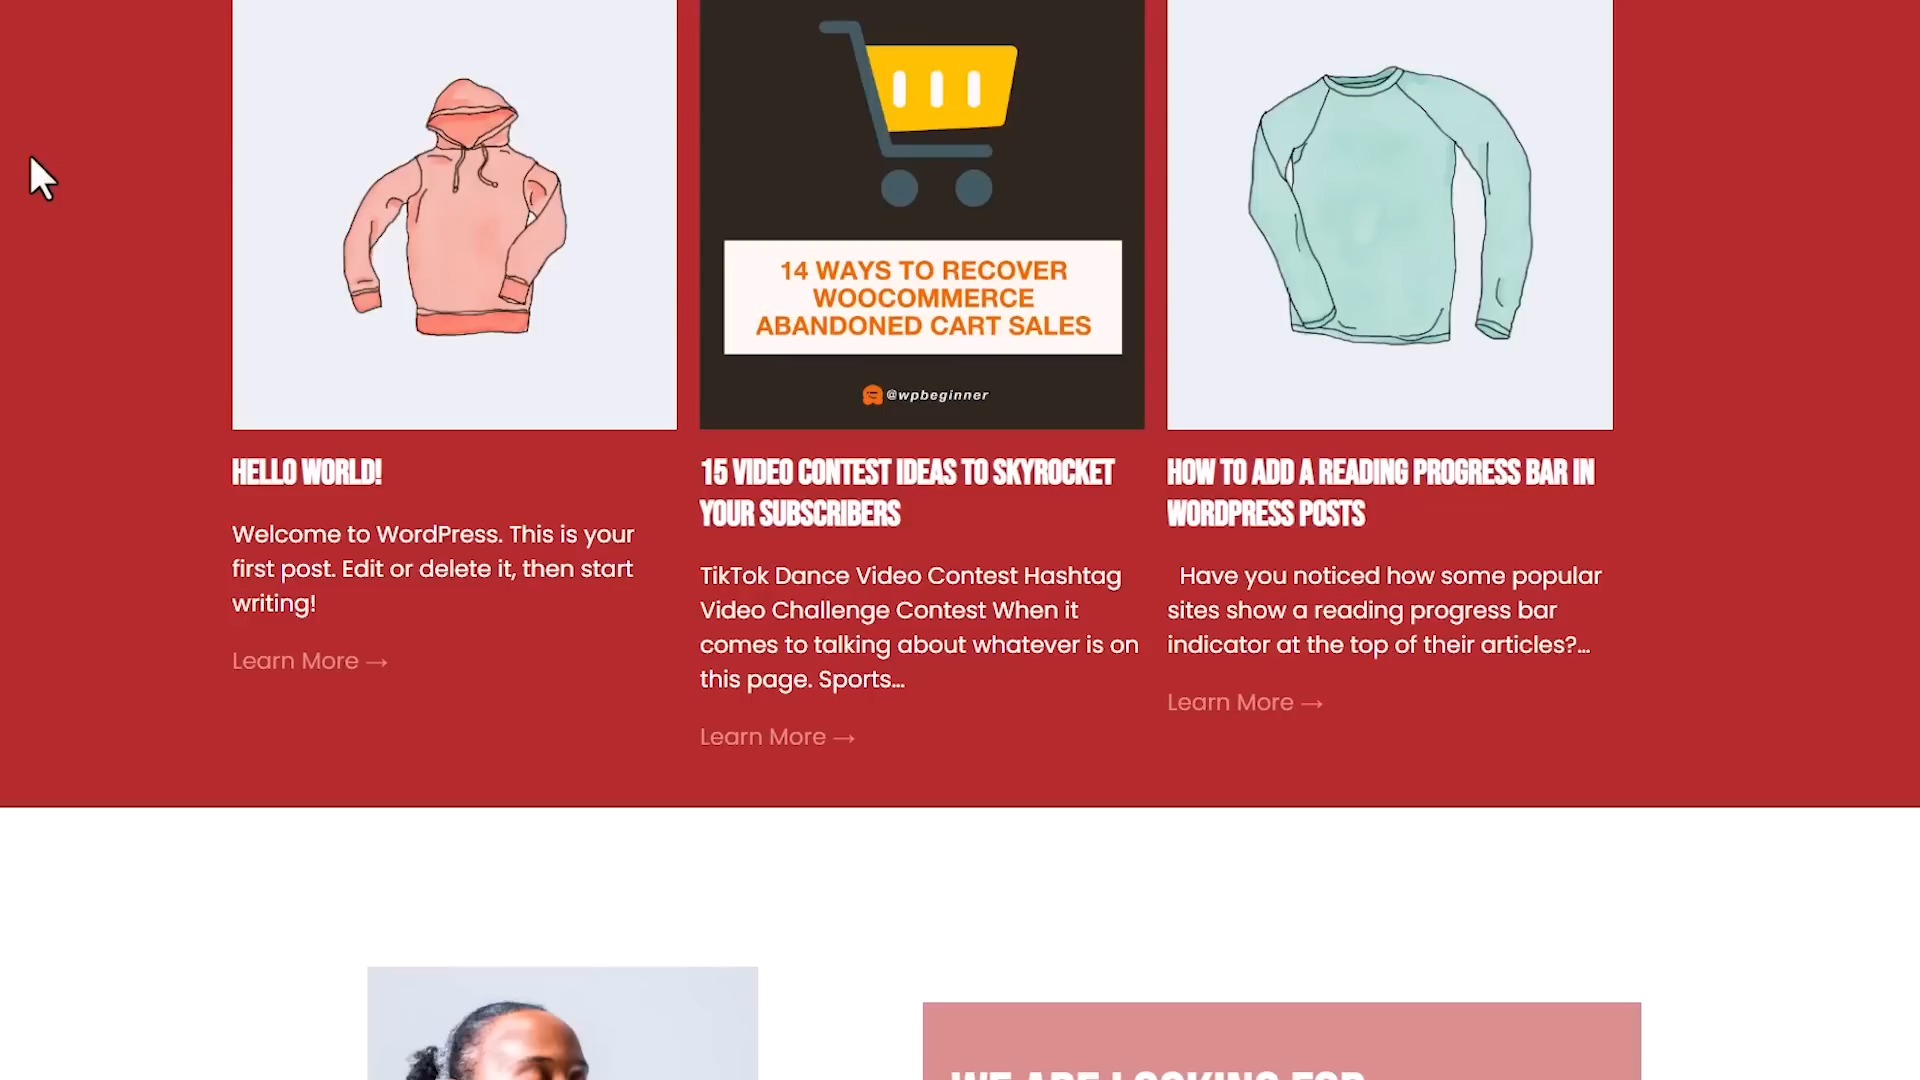 14 WAYS TO RECOVER
WOOCOMMERCE
ABANDONED CART SALES
@wpbeginner
HELLO WORLD!
Welcome to WordPress. This is your
first post. Edit or delete it, then start
writing!
Learn More →
15 VIDEO CONTEST IDEAS TO SKYROCKET
YOUR SUBSCRIBERS
TikTok Dance Video Contest Hashtag
Video Challenge Contest When it
comes to talking about whatever is on
this page. Sports...
Learn More →
HOW TO ADD A READING PROGRESS BAR IN
WORDPRESS POSTS
Have you noticed how some popular
sites show a reading progress bar
indicator at the top of their articles?...
Learn More →
WE ARE LOOKING FOR